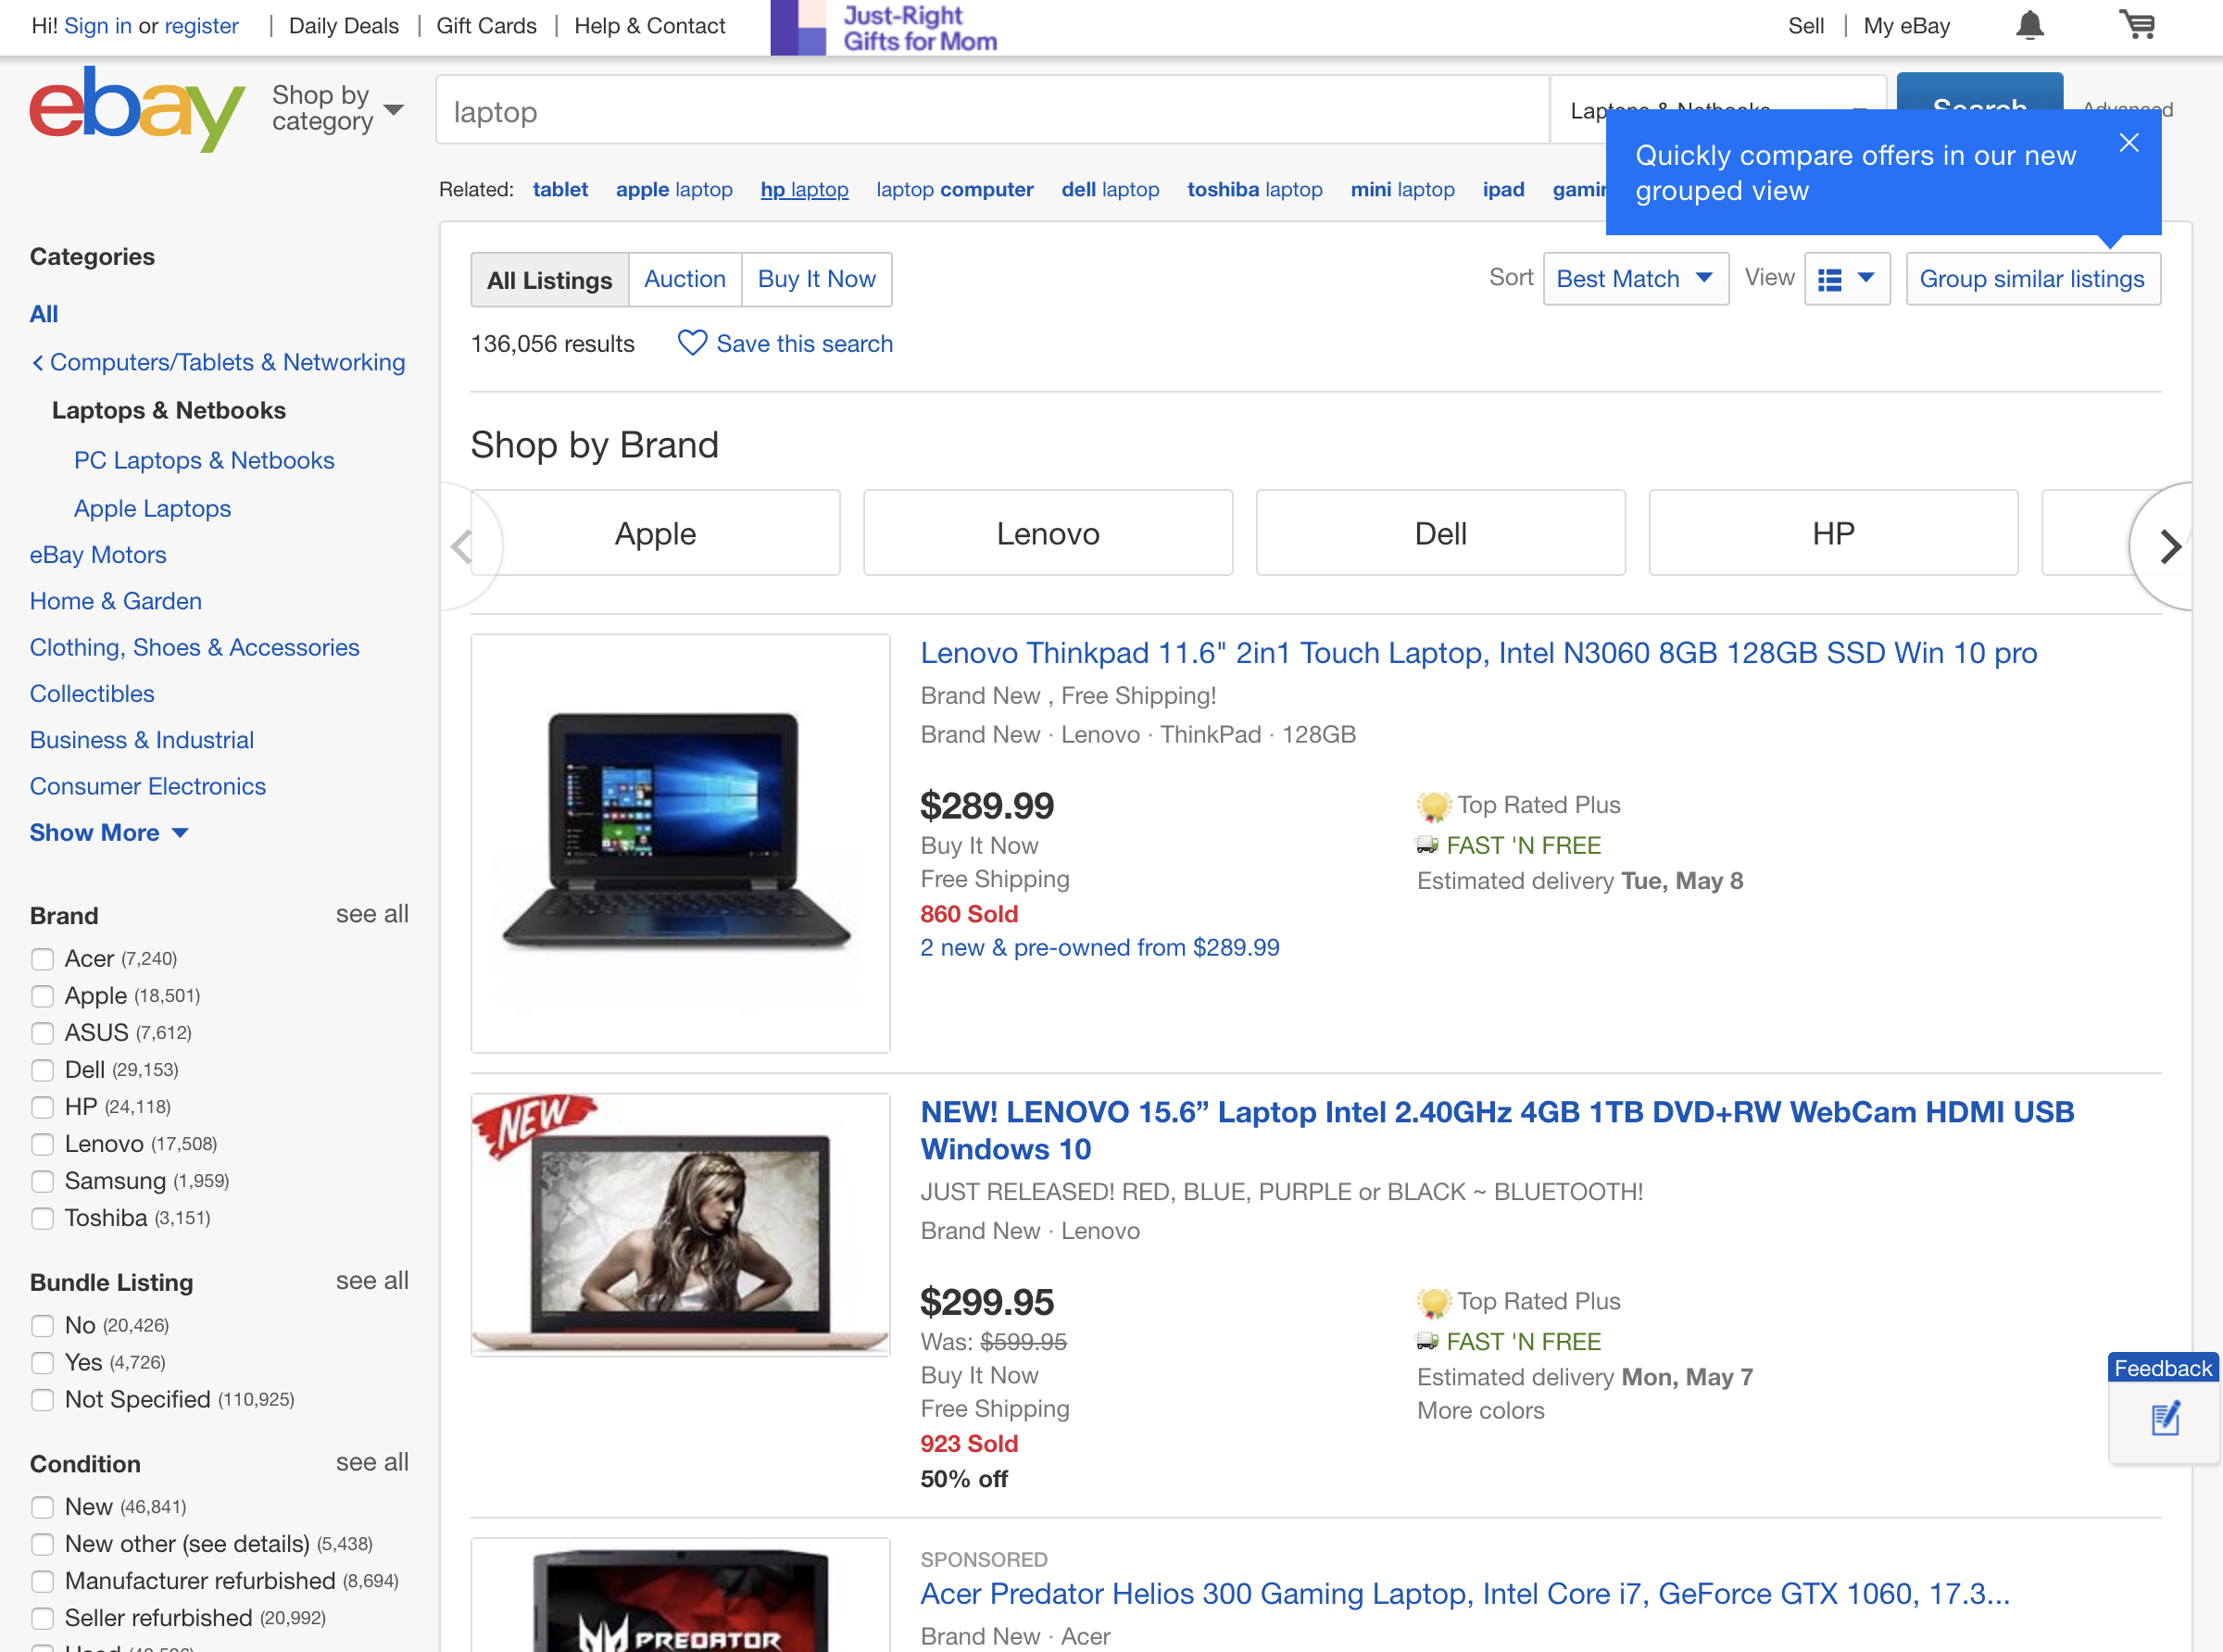 Hi! Sign in or register | Daily Deals | Gift Cards | Help & Contact
Just-Right
Gifts for Mom
Sell | My eBay
ebay
Shop by
category
laptop
Laptops & Netbooks
Search
Advanced
Quickly compare offers in our new
grouped view
Related: tablet apple laptop hp laptop laptop computer dell laptop toshiba laptop mini laptop ipad
Categories
All
Computers/Tablets & Networking
Laptops & Netbooks
PC Laptops & Netbooks
Apple Laptops
eBay Motors
Home & Garden
Clothing, Shoes & Accessories
Collectibles
Business & Industrial
Consumer Electronics
Show More
Brand see all
Acer (7,240)
Apple (18,501)
ASUS (7,612)
Dell (29,153)
HP (24,118)
Lenovo (17,508)
Samsung (1,959)
Toshiba (3,151)
Bundle Listing see all
No (20,426)
Yes (4,726)
Not Specified (110,925)
Condition see all
New (46,841)
New other (see details) (5,438)
Manufacturer refurbished (8,694)
Seller refurbished (20,992)
All Listings Auction Buy It Now
Sort Best Match View Group similar listings
136,056 results Save this search
Shop by Brand
Apple Lenovo Dell HP
Lenovo Thinkpad 11.6" 2in1 Touch Laptop, Intel N3060 8GB 128GB SSD Win 10 pro
Brand New , Free Shipping!
Brand New · Lenovo · ThinkPad · 128GB
$289.99
Buy It Now
Free Shipping
860 Sold
2 new & pre-owned from $289.99
Top Rated Plus
FAST 'N FREE
Estimated delivery Tue, May 8
NEW
NEW! LENOVO 15.6” Laptop Intel 2.40GHz 4GB 1TB DVD+RW WebCam HDMI USB
Windows 10
JUST RELEASED! RED, BLUE, PURPLE or BLACK ~ BLUETOOTH!
Brand New · Lenovo
$299.95
Was: $599.95
Buy It Now
Free Shipping
923 Sold
50% off
Top Rated Plus
FAST 'N FREE
Estimated delivery Mon, May 7
More colors
Feedback
PREDATOR
SPONSORED
Acer Predator Helios 300 Gaming Laptop, Intel Core i7, GeForce GTX 1060, 17.3...
Brand New · Acer